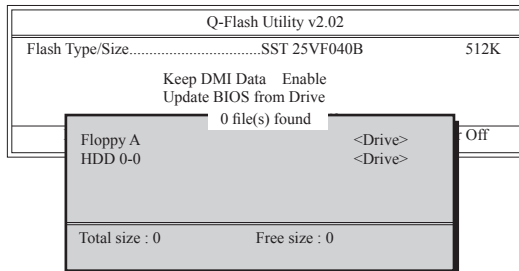 Q-Flash Utility v2.02
Flash Type/Size.................................SST 25VF040B 512K
Keep DMI Data Enable
Update BIOS from Drive
0 file(s) found
Off
Floppy A <Drive>
HDD 0-0 <Drive>
Total size : 0 Free size : 0